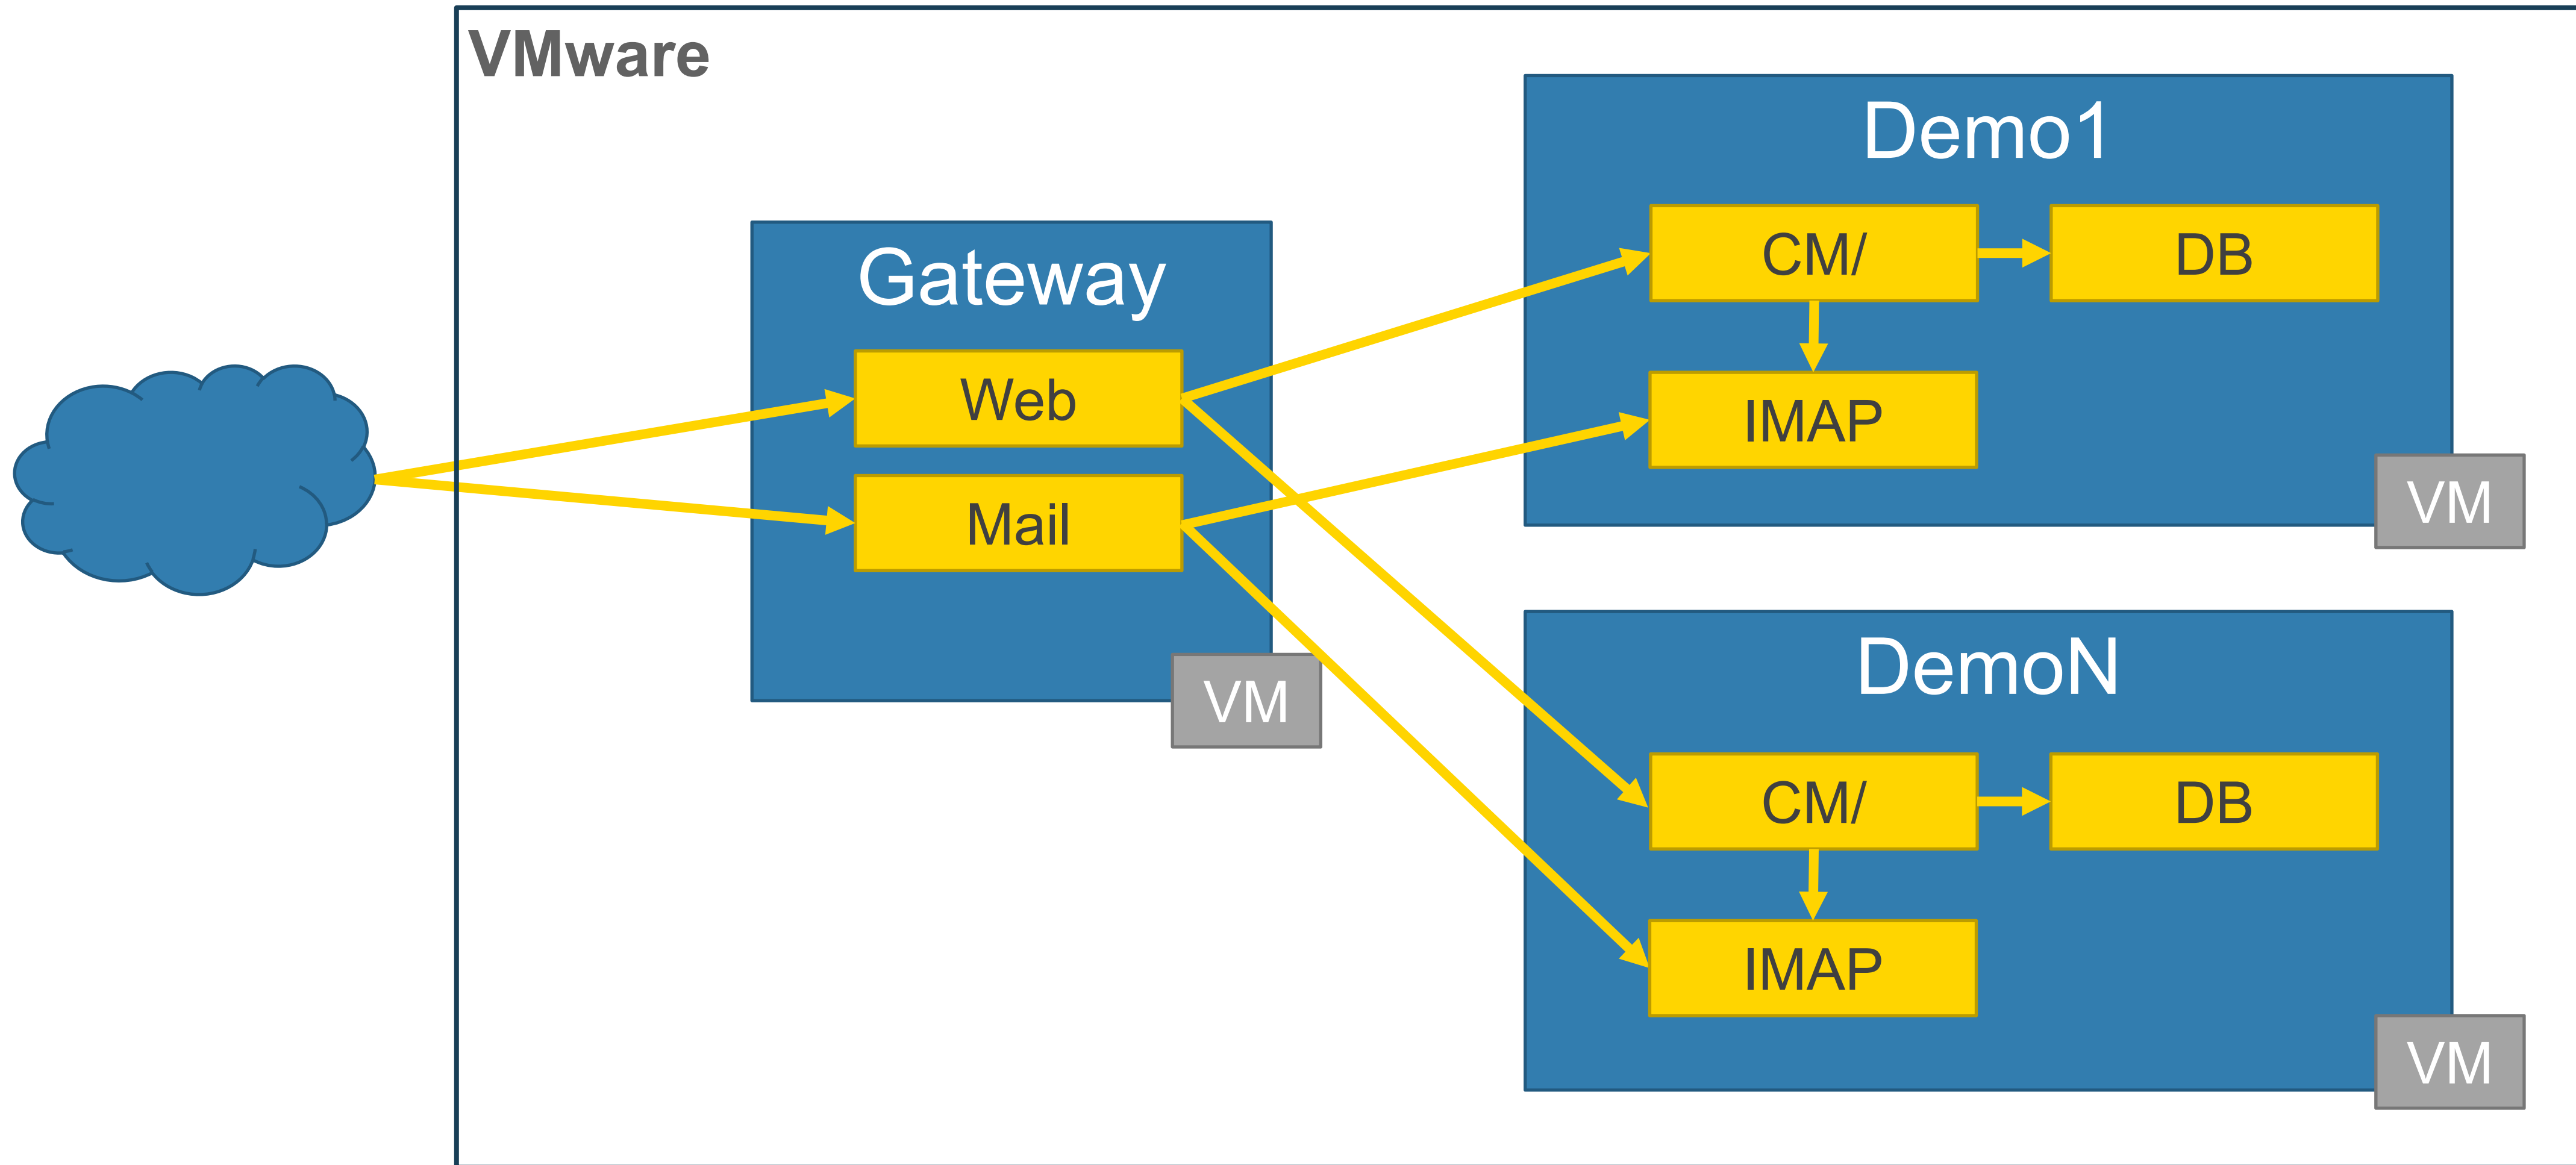 VMware
Gateway
Web
Mail
VM
Demo1
CM/
DB
IMAP
VM
DemoN
CM/
DB
IMAP
VM